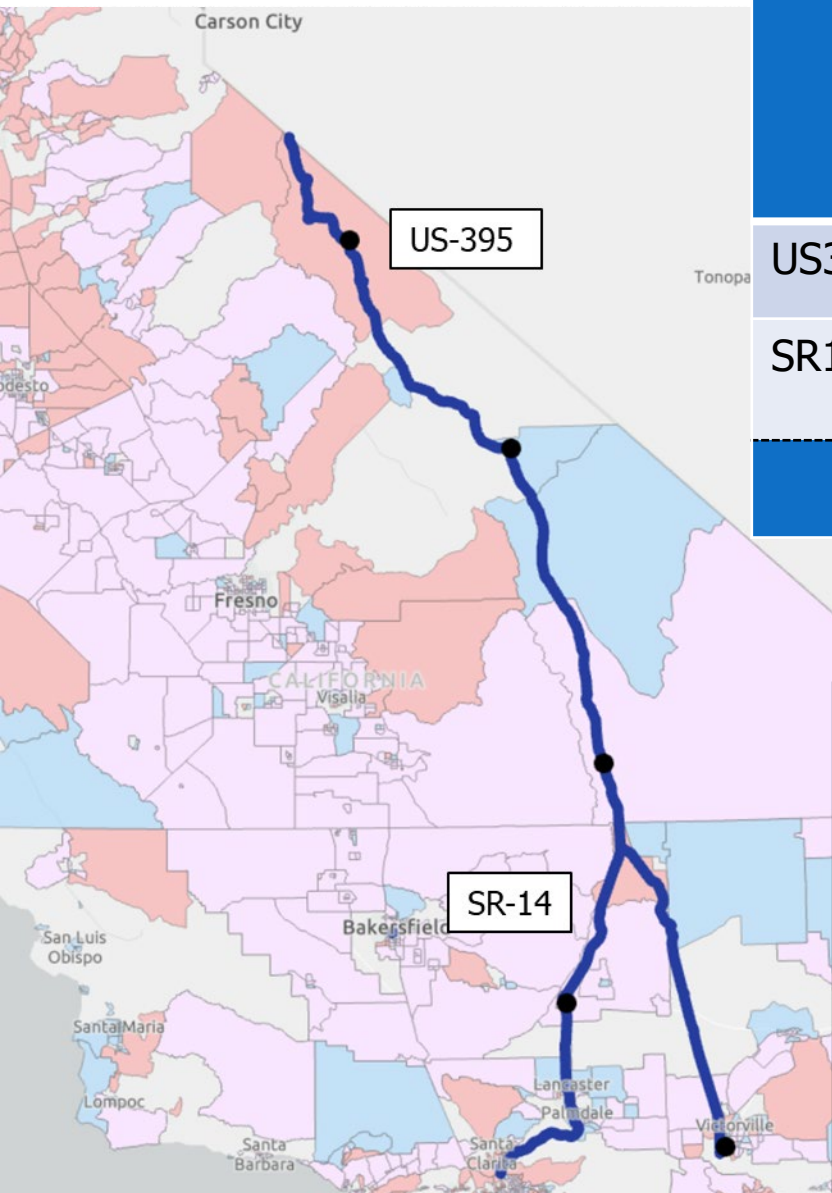 Carson City
US-395
Tonopa
US3
SR1
odesto
Fresno
CALIFORNIA
Visalia
SR-14
Bakersfield
San Luis
Obispo
Santa Maria
Lompoc
Lancaster
Palmdale
Victorville
Santa
Barbara
Santa
Clarita